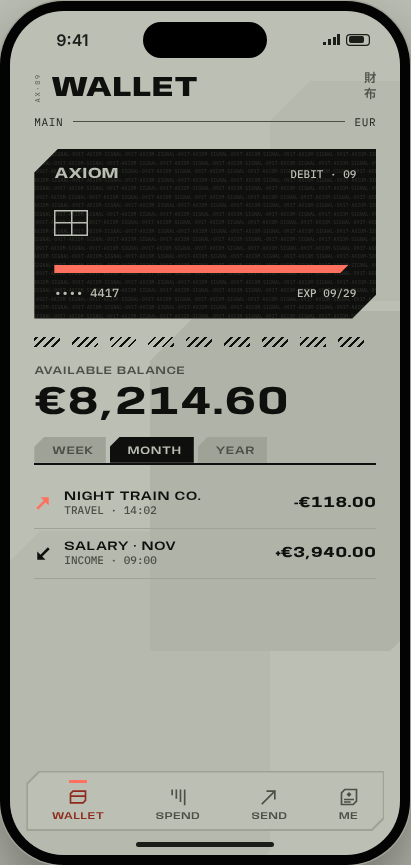 9:41
AX·09
WALLET
財布
MAIN
EUR
AXIOM
DEBIT · 09
•••• 4417
EXP 09/29
AVAILABLE BALANCE
€8,214.60
WEEK
MONTH
YEAR
NIGHT TRAIN CO.
-€118.00
TRAVEL · 14:02
SALARY · NOV
+€3,940.00
INCOME · 09:00
WALLET
SPEND
SEND
ME